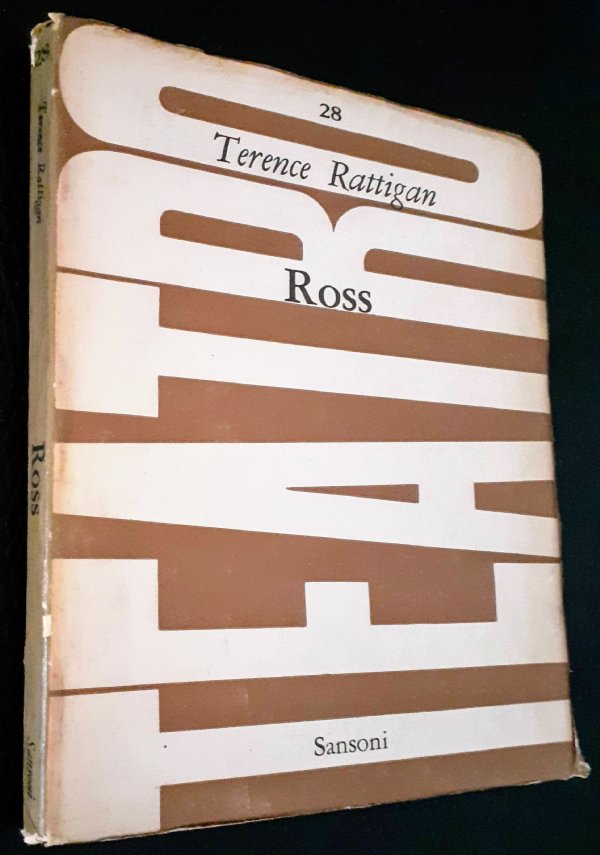 28
Terence Rattigan
Ross
TEATRO
Sansoni
Terence Rattigan
Ross
Sansoni